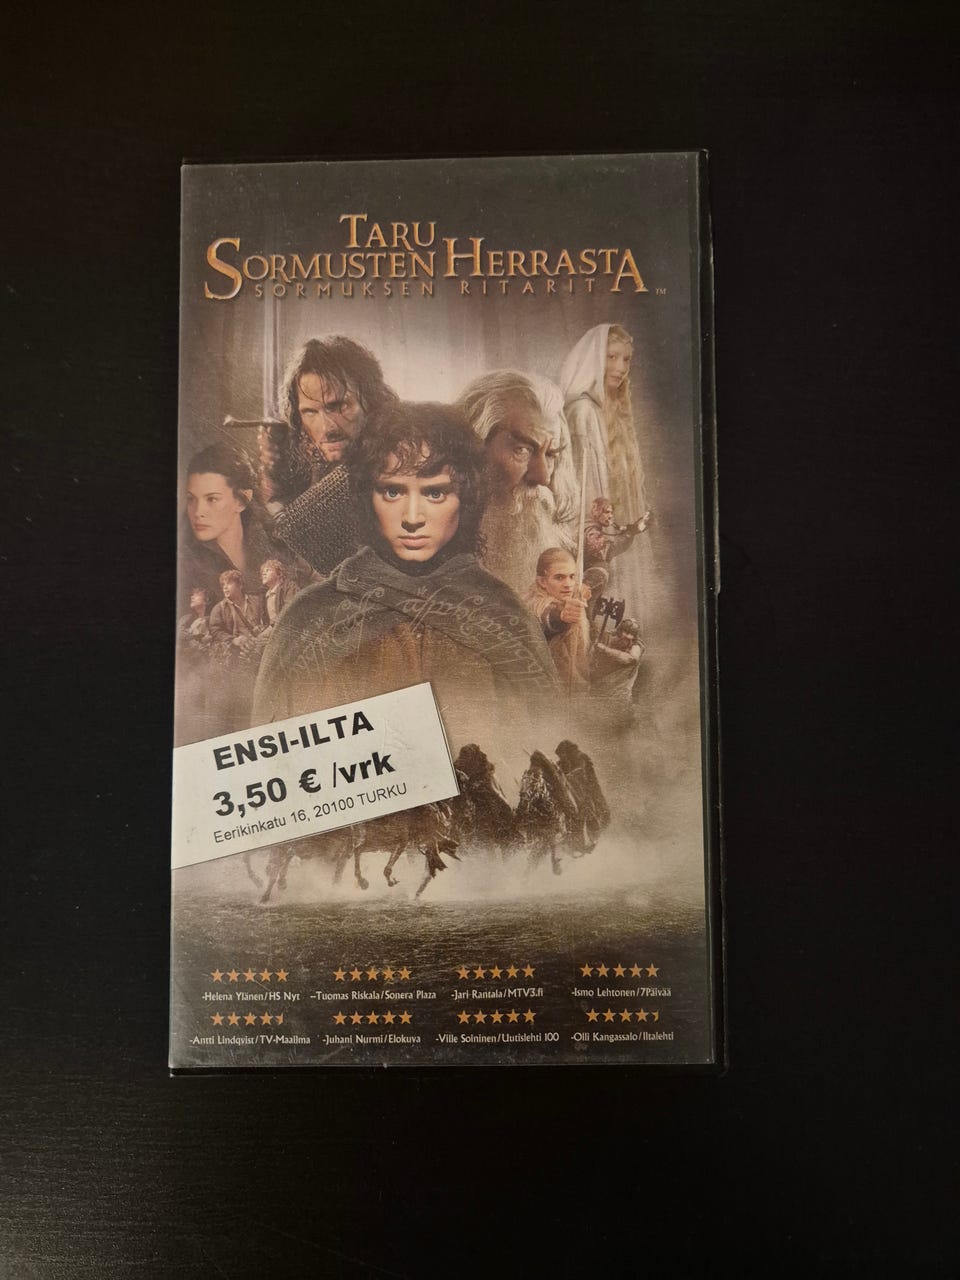 TARU
SORMUSTEN HERRASTA
SORMUKSEN RITARIT™
ENSI-ILTA
3,50 € /vrk
Eerikinkatu 16, 20100 TURKU
-Helena Ylänen/HS Nyt –Tuomas Riskala/Sonera Plaza -Jari Rantala/MTV3.fi -Ismo Lehtonen/7Päivää
-Antti Lindqvist/TV-Maailma -Juhani Nurmi/Elokuva -Ville Soininen/Uutislehti 100 -Olli Kangassalo/Iltalehti